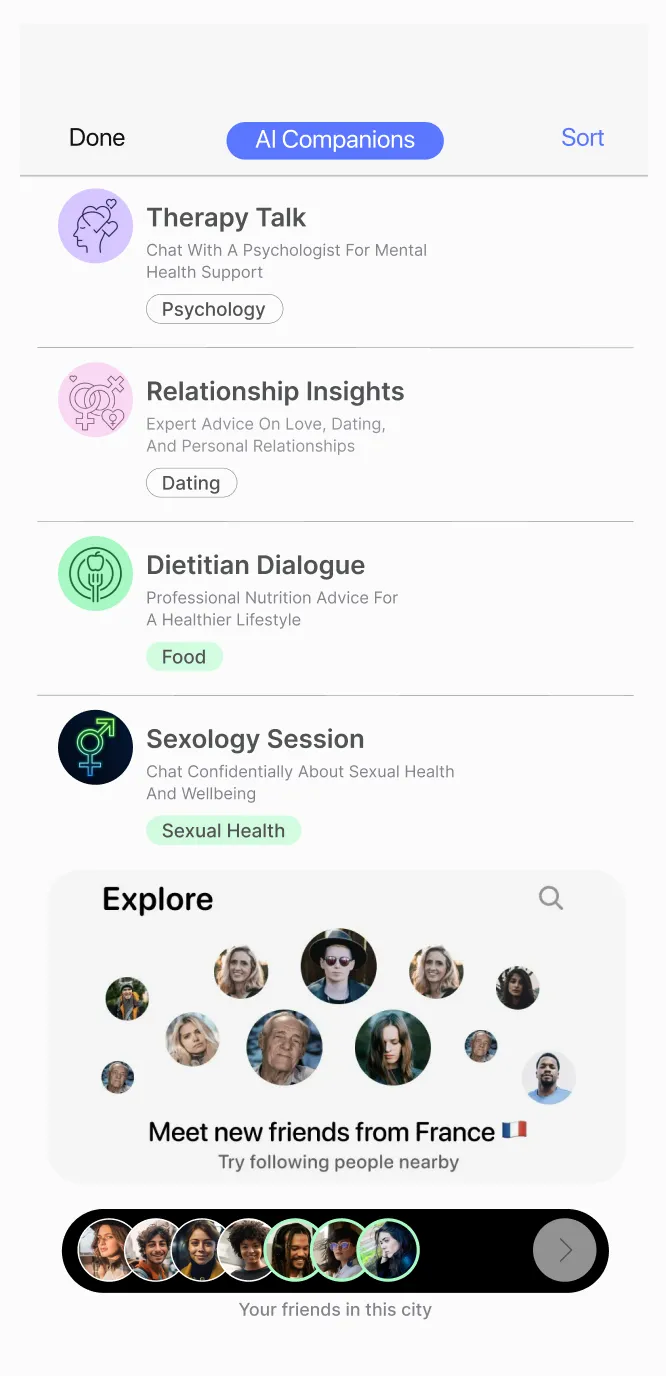 Done
AI Companions
Sort
Therapy Talk
Chat With A Psychologist For Mental
Health Support
Psychology
Relationship Insights
Expert Advice On Love, Dating,
And Personal Relationships
Dating
Dietitian Dialogue
Professional Nutrition Advice For
A Healthier Lifestyle
Food
Sexology Session
Chat Confidentially About Sexual Health
And Wellbeing
Sexual Health
Explore
Meet new friends from France 🇫🇷
Try following people nearby
Your friends in this city